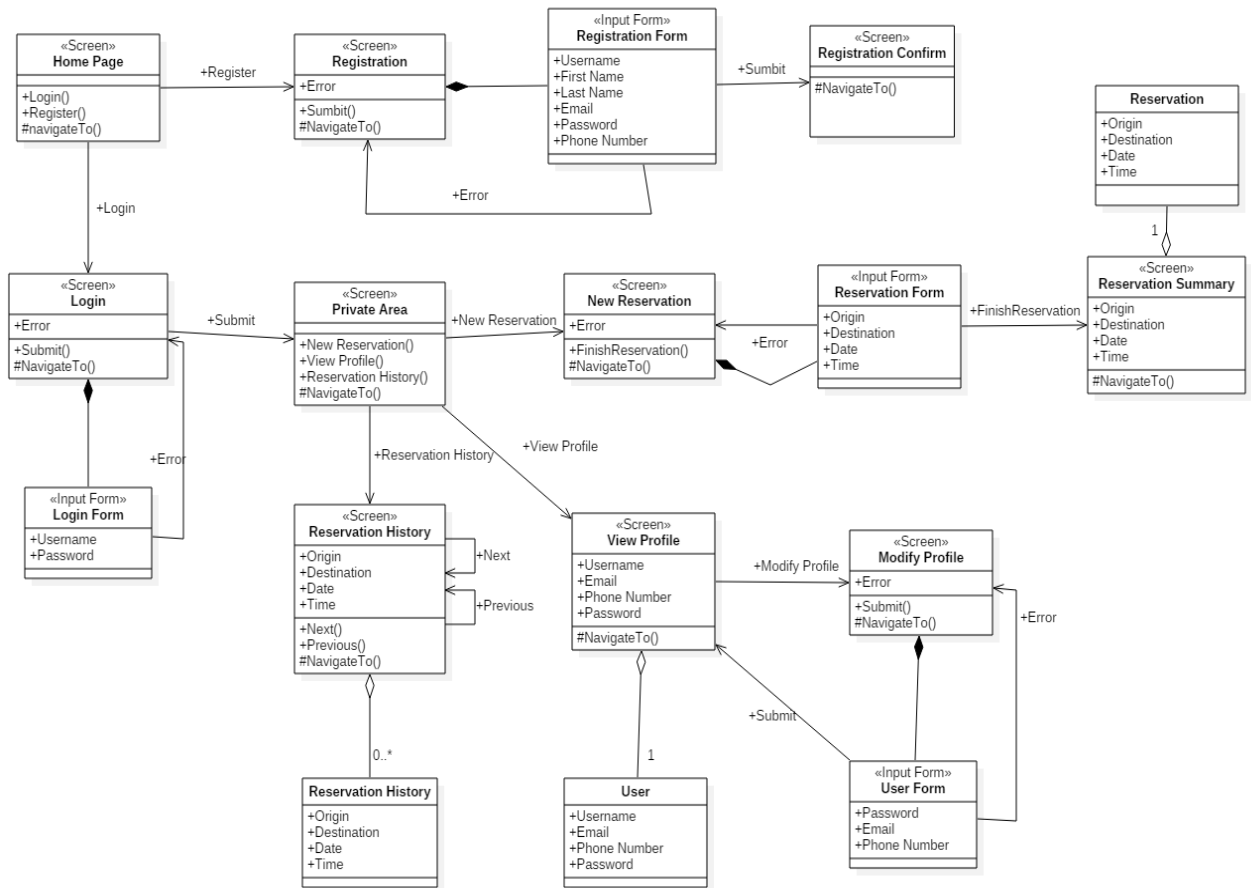 «Screen»
Home Page
+Login()
+Register()
#navigateTo()
+Register
«Screen»
Registration
+Error
+Sumbit()
#NavigateTo()
«Input Form»
Registration Form
+Username
+First Name
+Last Name
+Email
+Password
+Phone Number
+Sumbit
«Screen»
Registration Confirm
#NavigateTo()
Reservation
+Origin
+Destination
+Date
+Time
+Error
+Login
1
«Screen»
Login
+Error
+Submit()
#NavigateTo()
+Submit
«Screen»
Private Area
+New Reservation()
+View Profile()
+Reservation History()
#NavigateTo()
+New Reservation
«Screen»
New Reservation
+Error
+FinishReservation()
#NavigateTo()
+Error
«Input Form»
Reservation Form
+Origin
+Destination
+Date
+Time
+FinishReservation
«Screen»
Reservation Summary
+Origin
+Destination
+Date
+Time
#NavigateTo()
+Error
+Reservation History
+View Profile
«Input Form»
Login Form
+Username
+Password
«Screen»
Reservation History
+Origin
+Destination
+Date
+Time
+Next()
+Previous()
#NavigateTo()
+Next
+Previous
«Screen»
View Profile
+Username
+Email
+Phone Number
+Password
#NavigateTo()
+Modify Profile
«Screen»
Modify Profile
+Error
+Submit()
#NavigateTo()
+Error
+Submit
0..*
1
Reservation History
+Origin
+Destination
+Date
+Time
User
+Username
+Email
+Phone Number
+Password
«Input Form»
User Form
+Password
+Email
+Phone Number